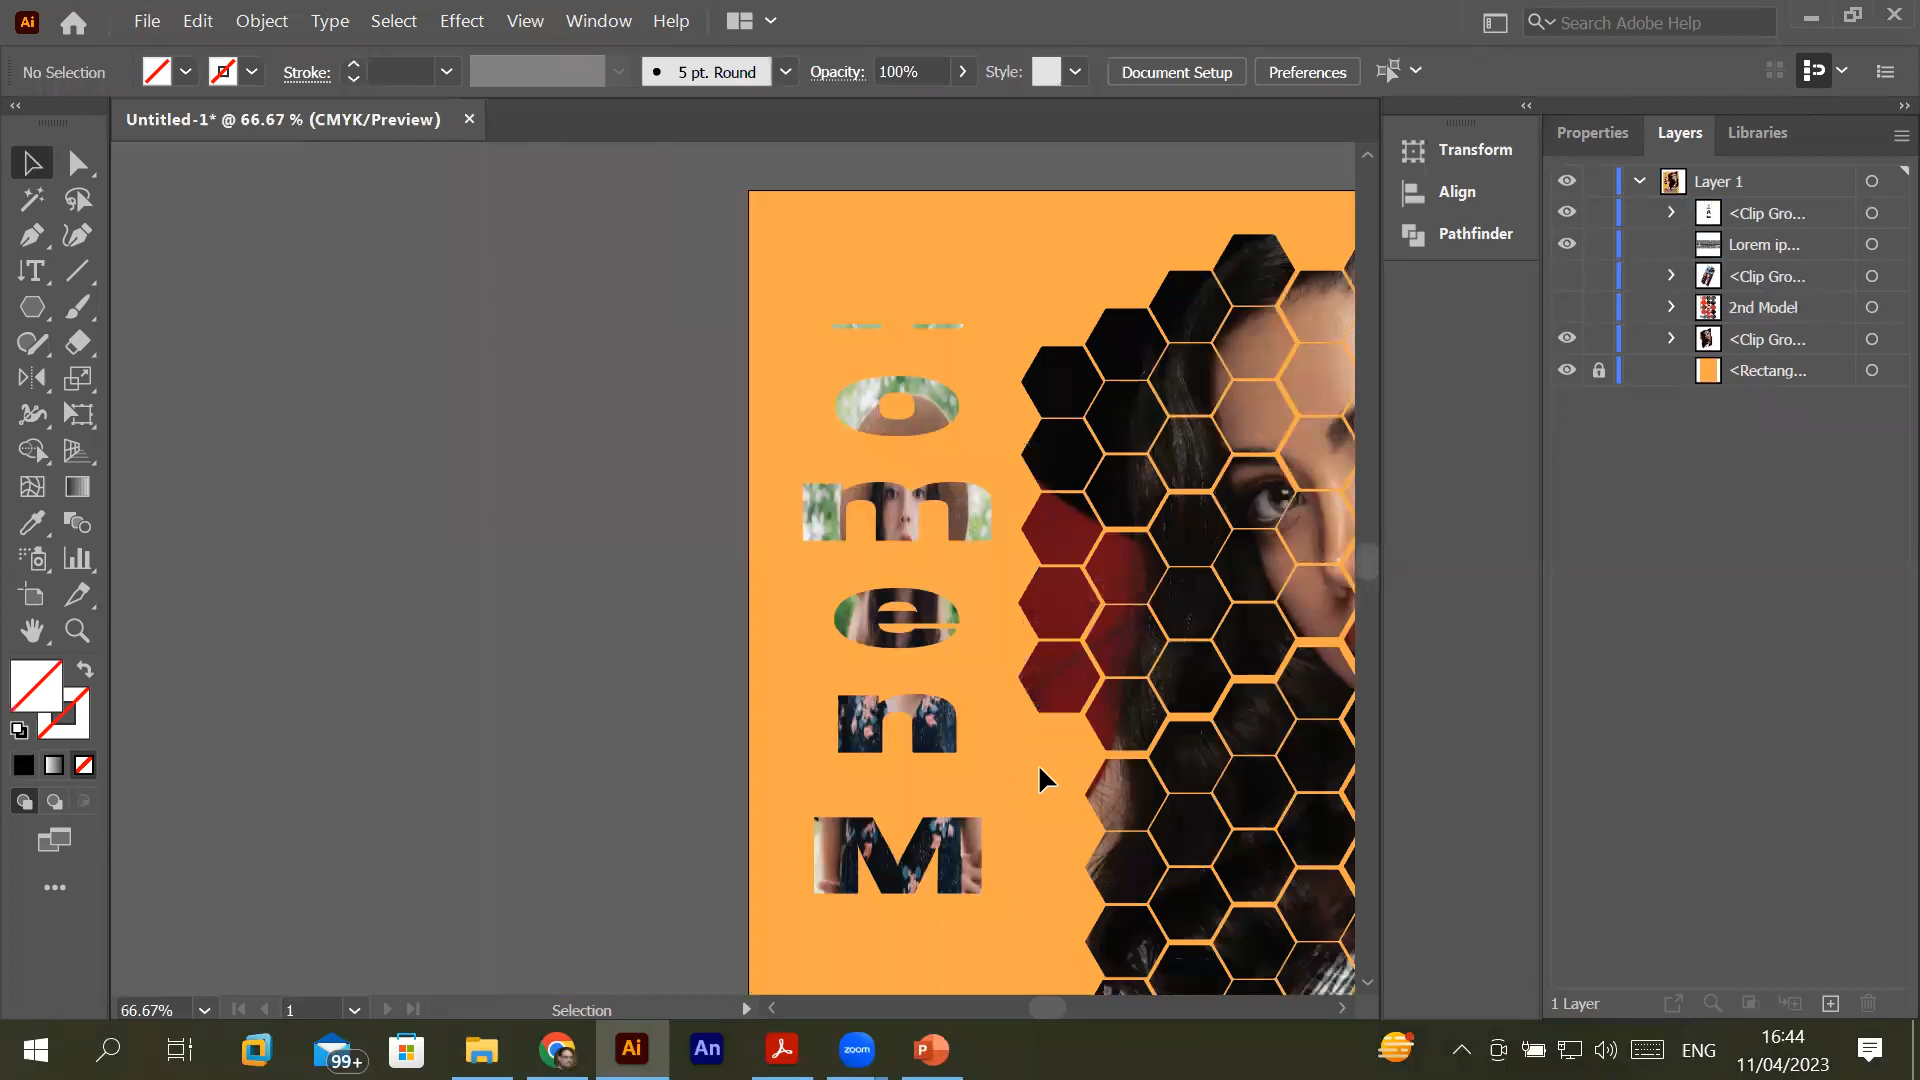 Ai
File Edit Object Type Select Effect View Window Help
Search Adobe Help
No Selection
Stroke:
5 pt. Round
Opacity: 100%
Style:
Document Setup
Preferences
Untitled-1* @ 66.67 % (CMYK/Preview)
Transform
Align
Pathfinder
Properties Layers Libraries
Layer 1
<Clip Gro...
Lorem ip...
<Clip Gro...
2nd Model
<Clip Gro...
<Rectang...
o
m
e
n
M
66.67%
1
Selection
1 Layer
99+
Ai
An
zoom
P
ENG
16:44
11/04/2023